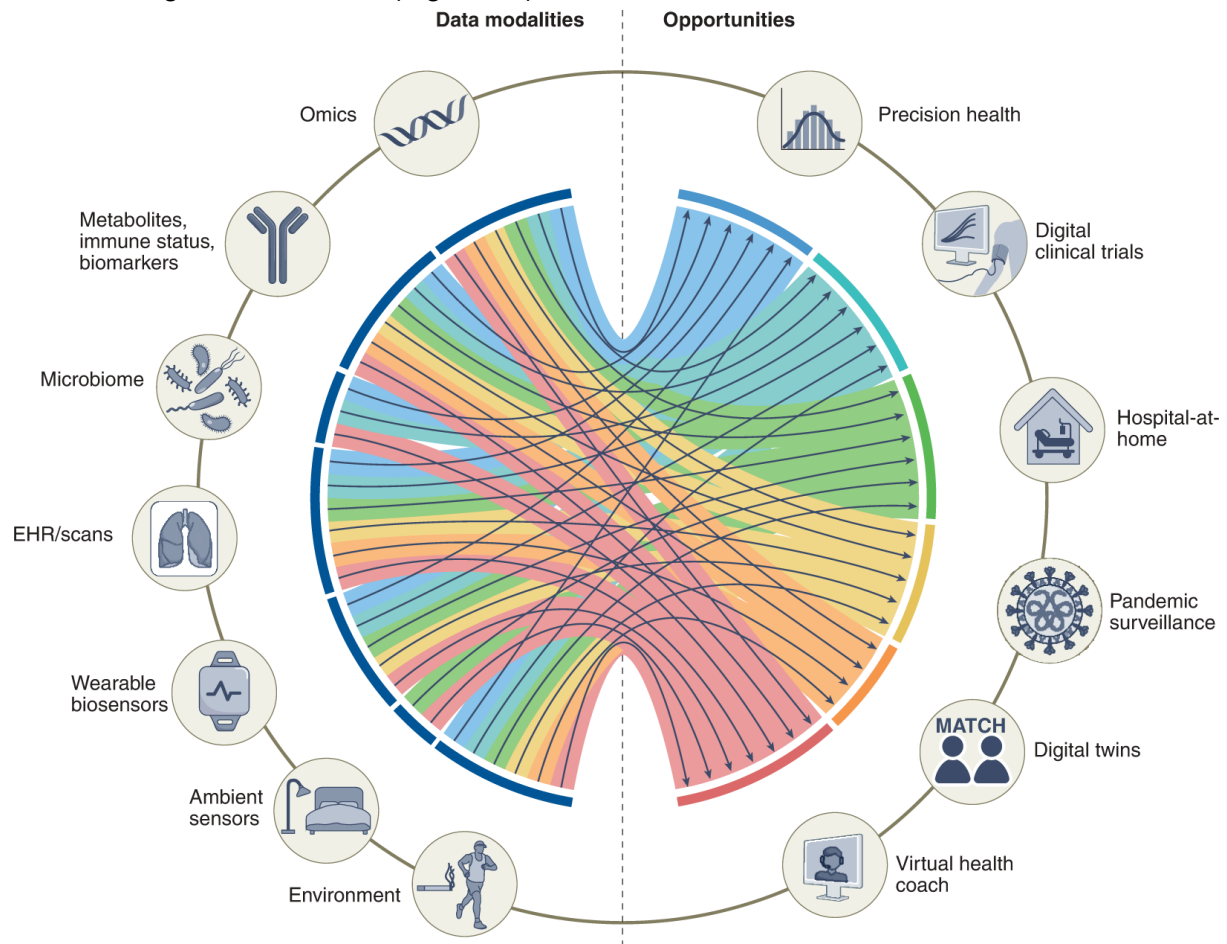 Data modalities
Opportunities
Omics
Precision health
Metabolites,
immune status,
biomarkers
Digital
clinical trials
Microbiome
Hospital-at-
home
EHR/scans
Pandemic
surveillance
Wearable
biosensors
MATCH
Digital twins
Ambient
sensors
Virtual health
coach
Environment